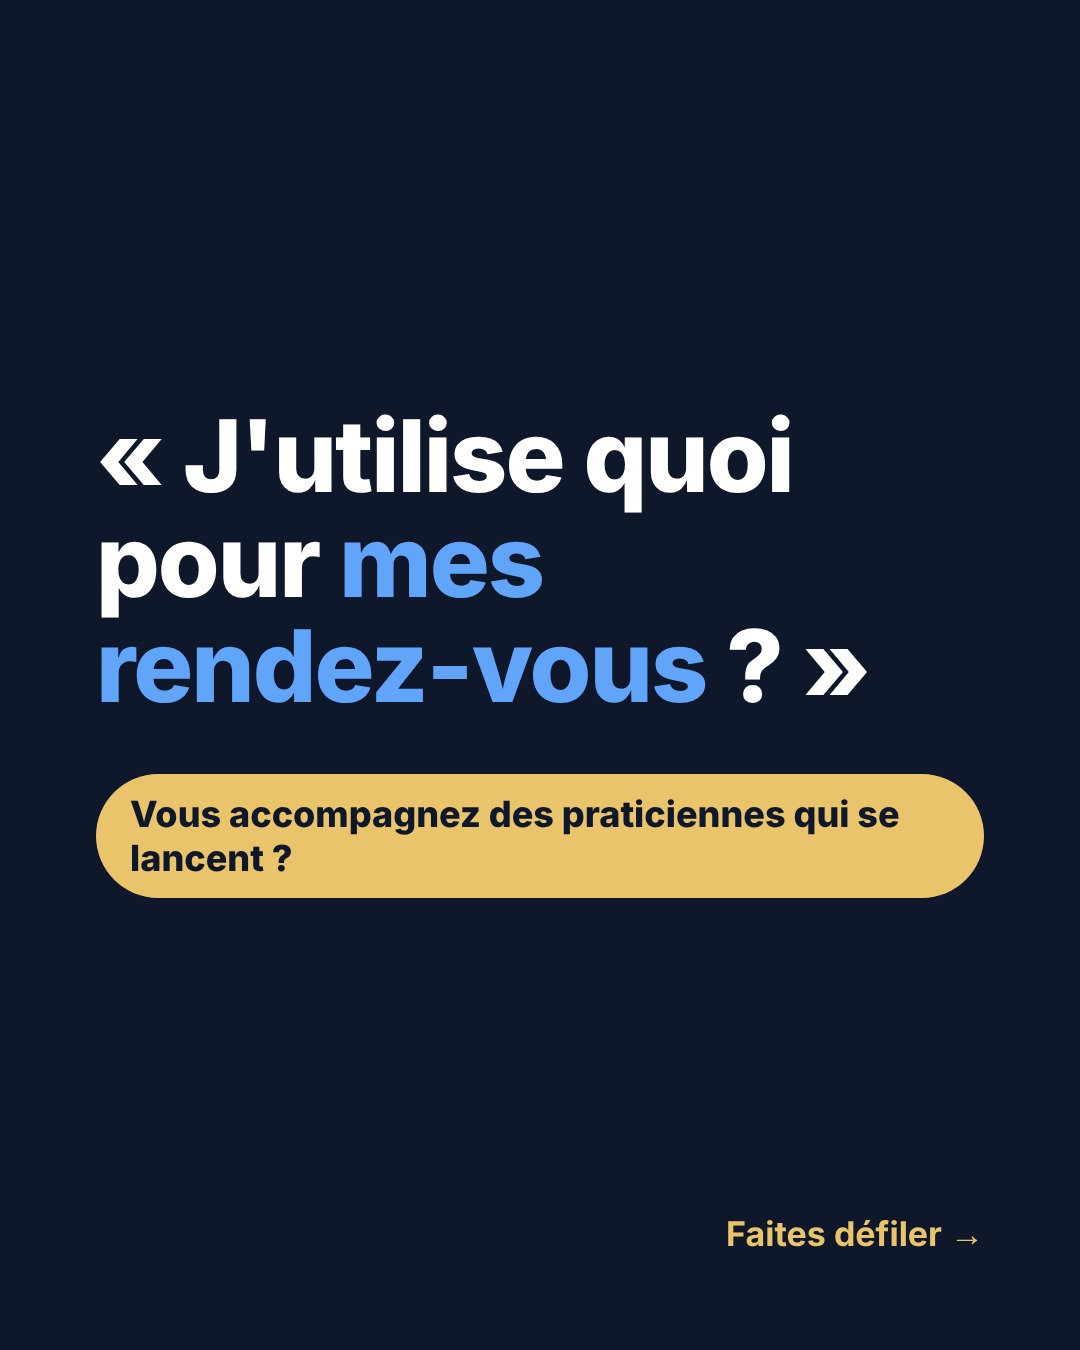 « J'utilise quoi
pour mes
rendez-vous ? »
Vous accompagnez des praticiennes qui se
lancent ?
Faites défiler →